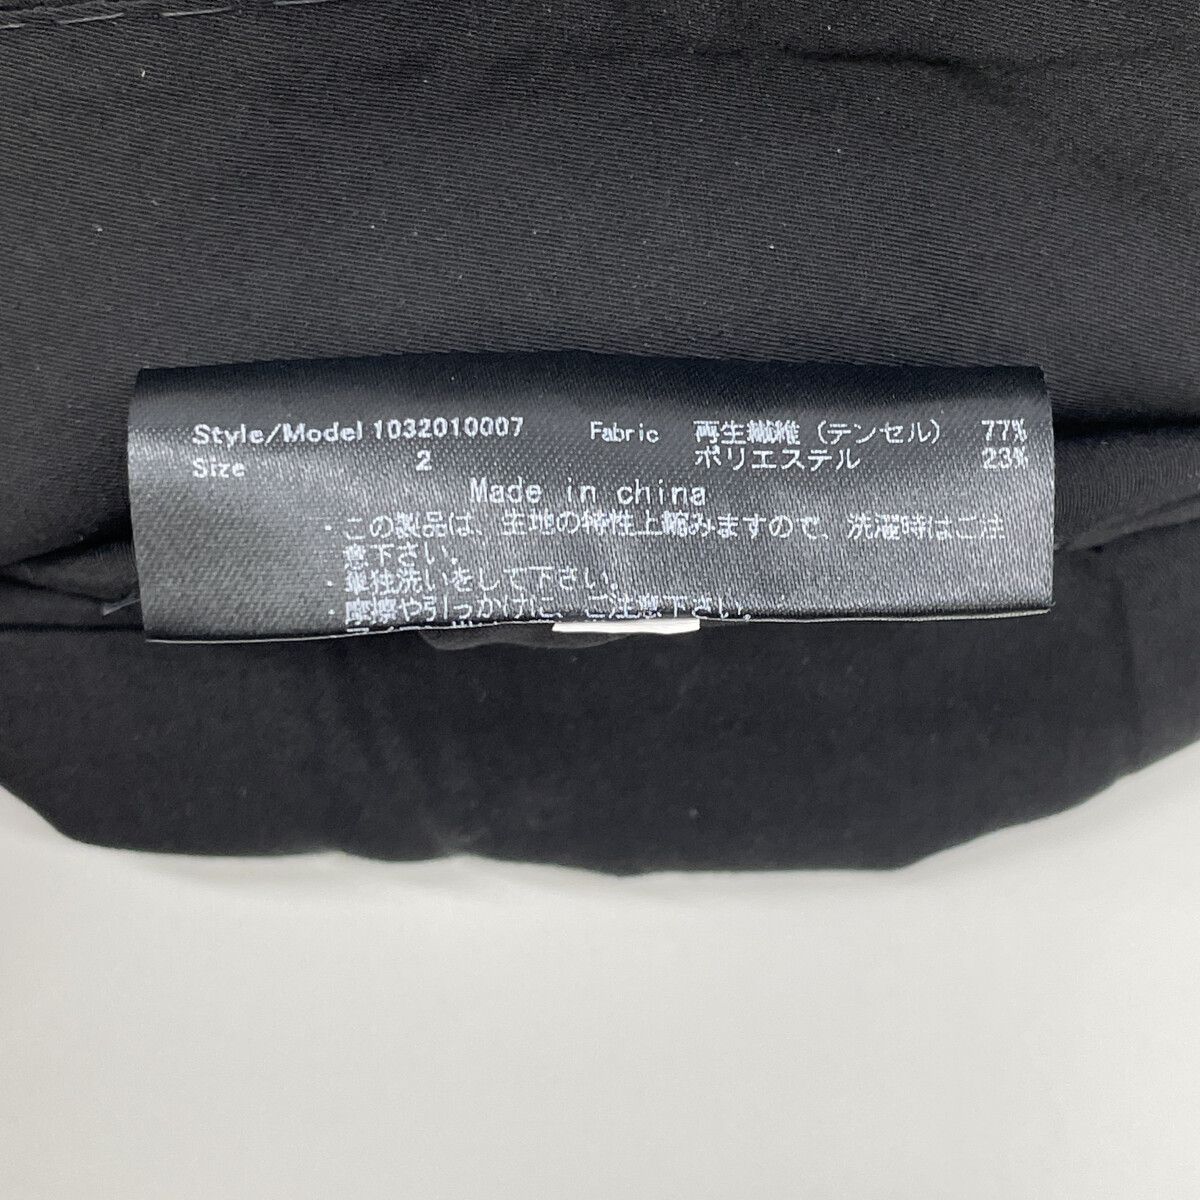 Style/Model 1032010007 Fabric 再生繊維（テンセル） 77%
Size 2 ポリエステル 23%
Made in china
・この製品は、生地の特性上縮みますので、洗濯時はご注
意下さい。
・単独洗いをして下さい。
・摩擦や引っかけに、ご注意下さい。